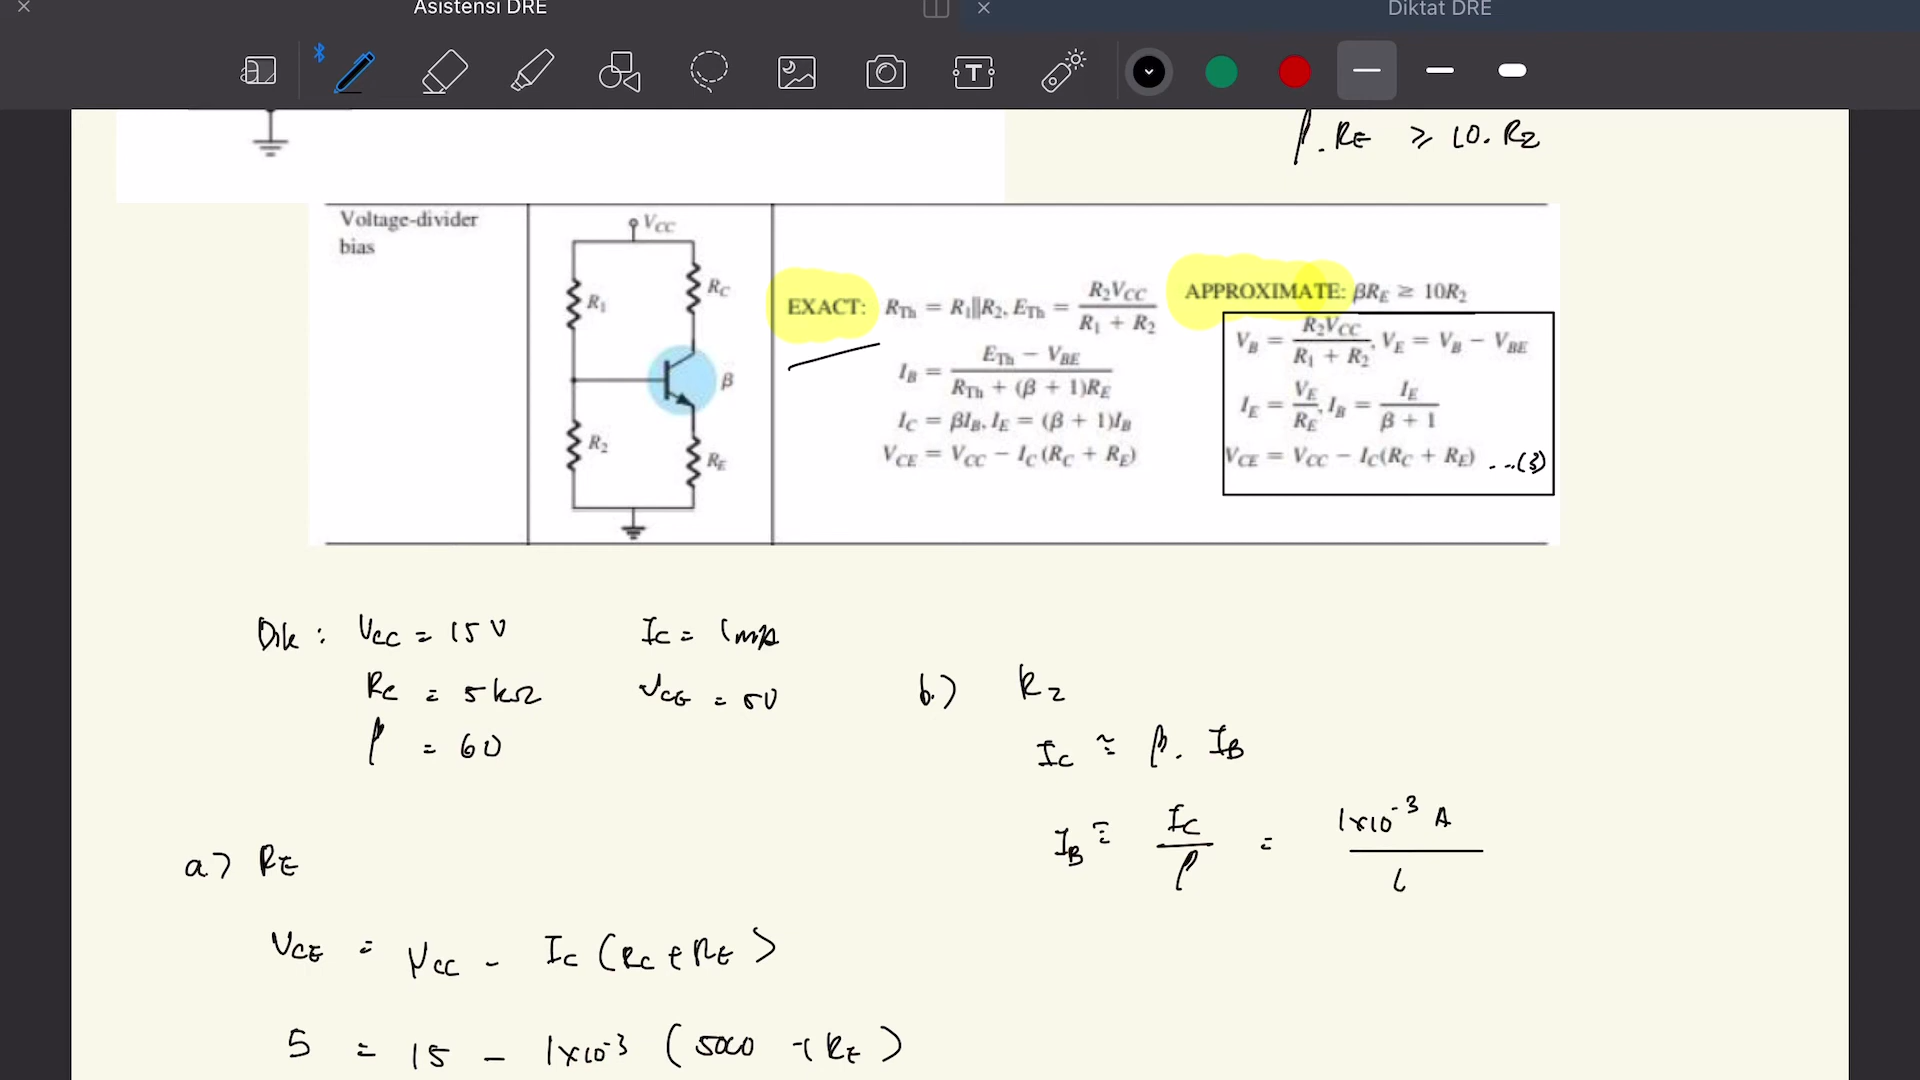 Asistensi DRE
Diktat DRE
T
β . RE ≥ 10. R2
Voltage-divider
bias
VCC
R1
RC
β
R2
RE
EXACT: RTh = R1||R2, ETh = R2VCC / R1 + R2
IB = ETh − VBE / RTh + (β + 1)RE
IC = βIB, IE = (β + 1)IB
VCE = VCC − IC(RC + RE)
APPROXIMATE: βRE ≥ 10R2
VB = R2VCC / R1 + R2, VE = VB − VBE
IE = VE / RE, IB = IE / β + 1
VCE = VCC − IC(RC + RE) ...(3)
Dik : VCC = 15 V
IC = 1 mA
RC = 5 kΩ
VCE = 5V
β = 60
a.) RE
VCE = VCC - IC (RC + RE)
5 = 15 - 1x10-3 (5000 + RE)
b.) R2
IC ≅ β. IB
IB ≅ IC / β = 1x10-3 A